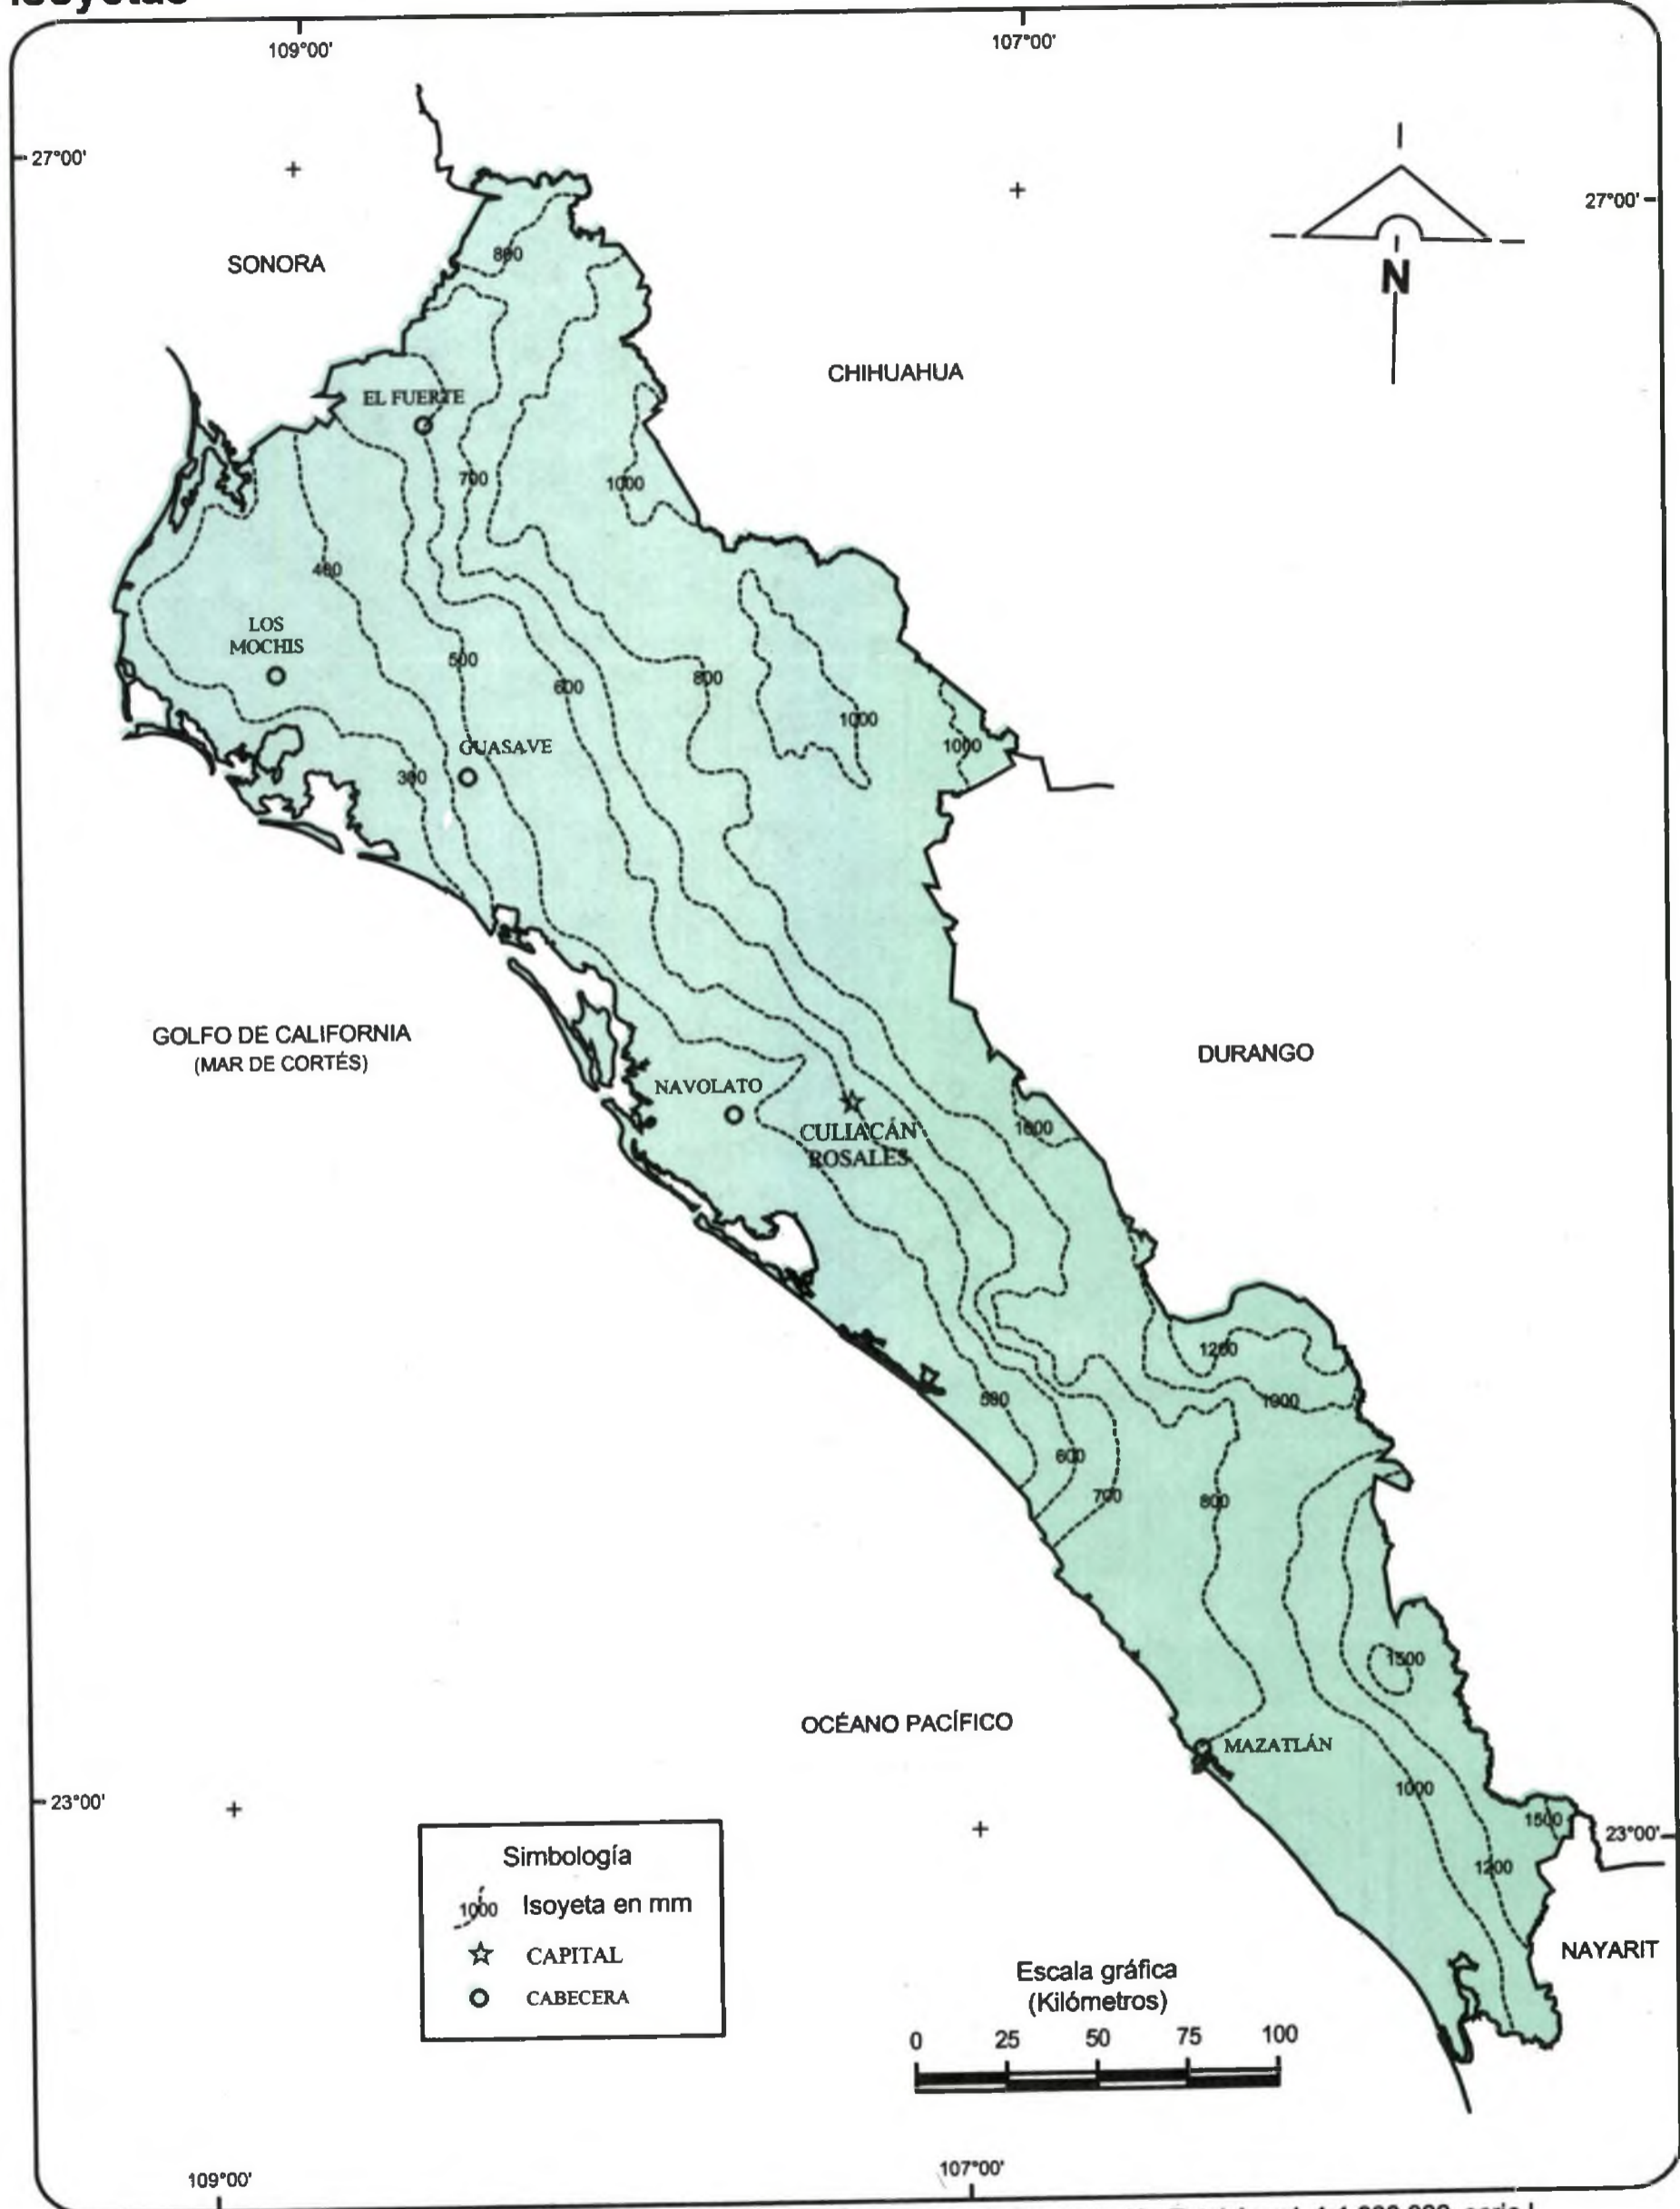 109°00'
107°00'
27°00'
27°00'
SONORA
800
CHIHUAHUA
N
EL FUERTE
700
1000
400
LOS
MOCHIS
500
600
800
1000
1000
GUASAVE
300
GOLFO DE CALIFORNIA
(MAR DE CORTÉS)
DURANGO
NAVOLATO
CULIACÁN
ROSALES
1000
1200
1000
500
600
700
800
1500
OCÉANO PACÍFICO
MAZATLÁN
1000
1500
1200
23°00'
23°00'
NAYARIT
Simbología
1000 Isoyeta en mm
CAPITAL
CABECERA
Escala gráfica
(Kilómetros)
0 25 50 75 100
109°00'
107°00'